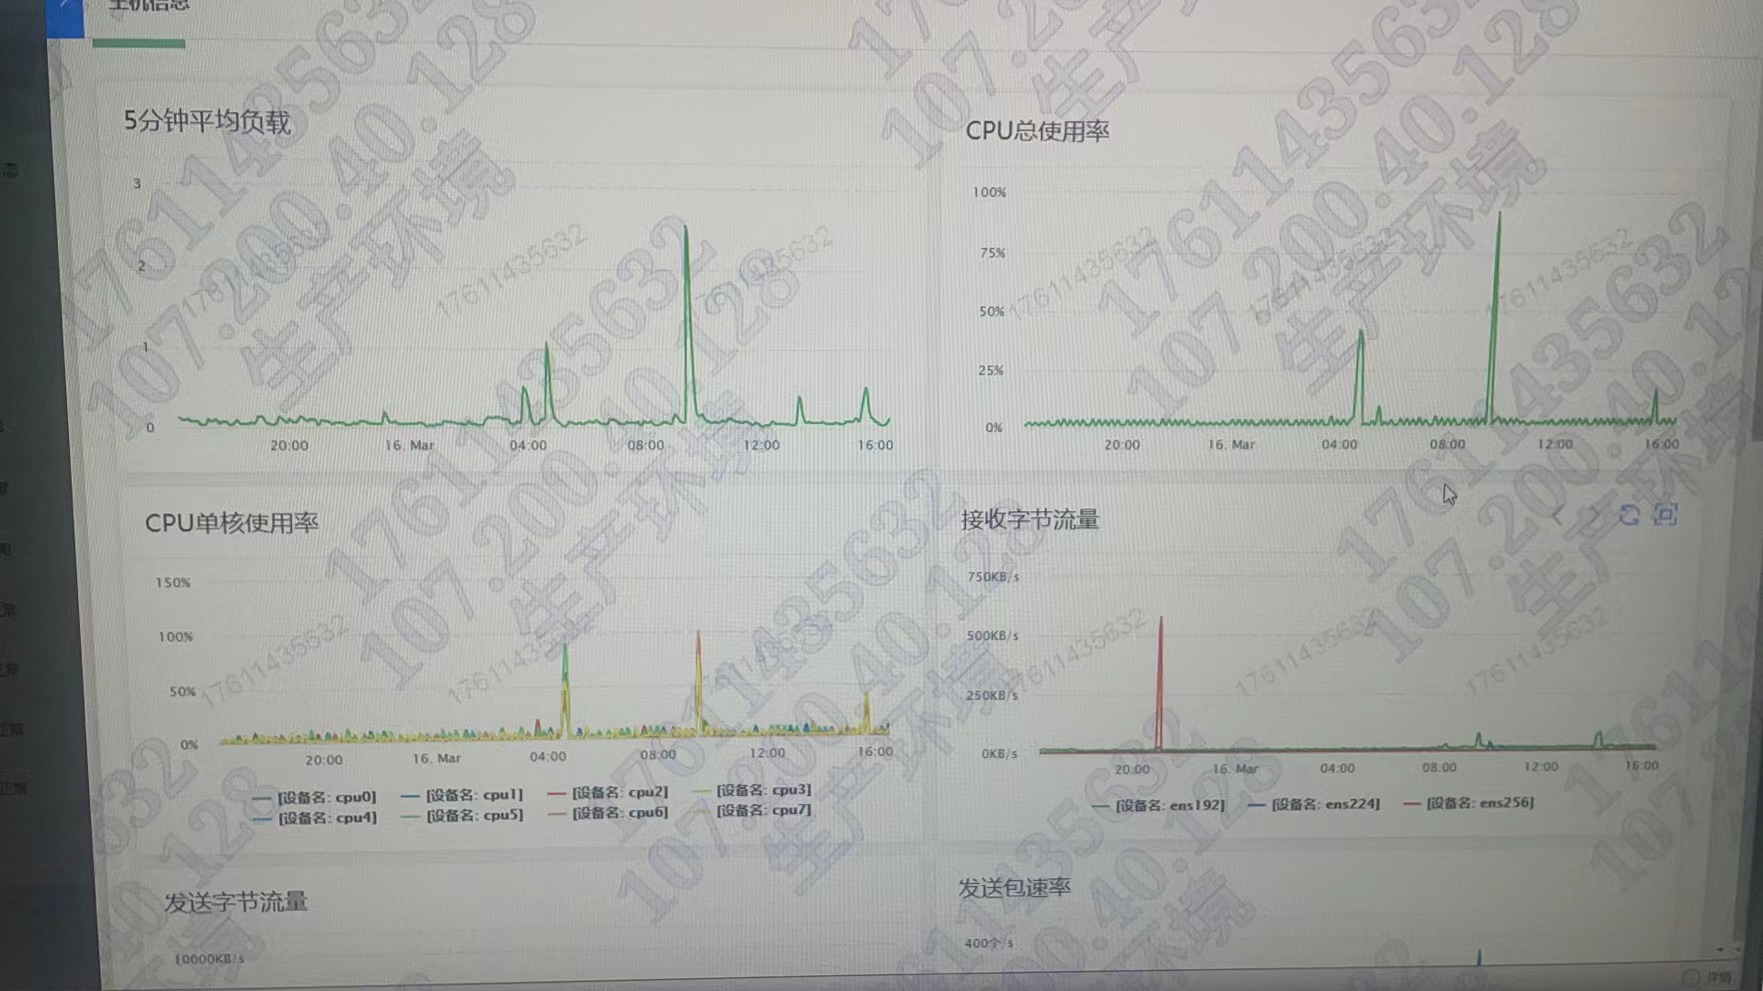 主机信息
5分钟平均负载
3
2
1
0
20:00
16. Mar
04:00
08:00
12:00
16:00
CPU总使用率
100%
75%
50%
25%
0%
20:00
16. Mar
04:00
08:00
12:00
16:00
CPU单核使用率
150%
100%
50%
0%
20:00
16. Mar
04:00
08:00
12:00
16:00
[设备名: cpu0]
[设备名: cpu1]
[设备名: cpu2]
[设备名: cpu3]
[设备名: cpu4]
[设备名: cpu5]
[设备名: cpu6]
[设备名: cpu7]
接收字节流量
750KB/s
500KB/s
250KB/s
0KB/s
20:00
16. Mar
04:00
08:00
12:00
16:00
[设备名: ens192]
[设备名: ens224]
[设备名: ens256]
发送字节流量
10000KB/s
发送包速率
400个/s
详情
17611435632
107.200.40.128
生产环境